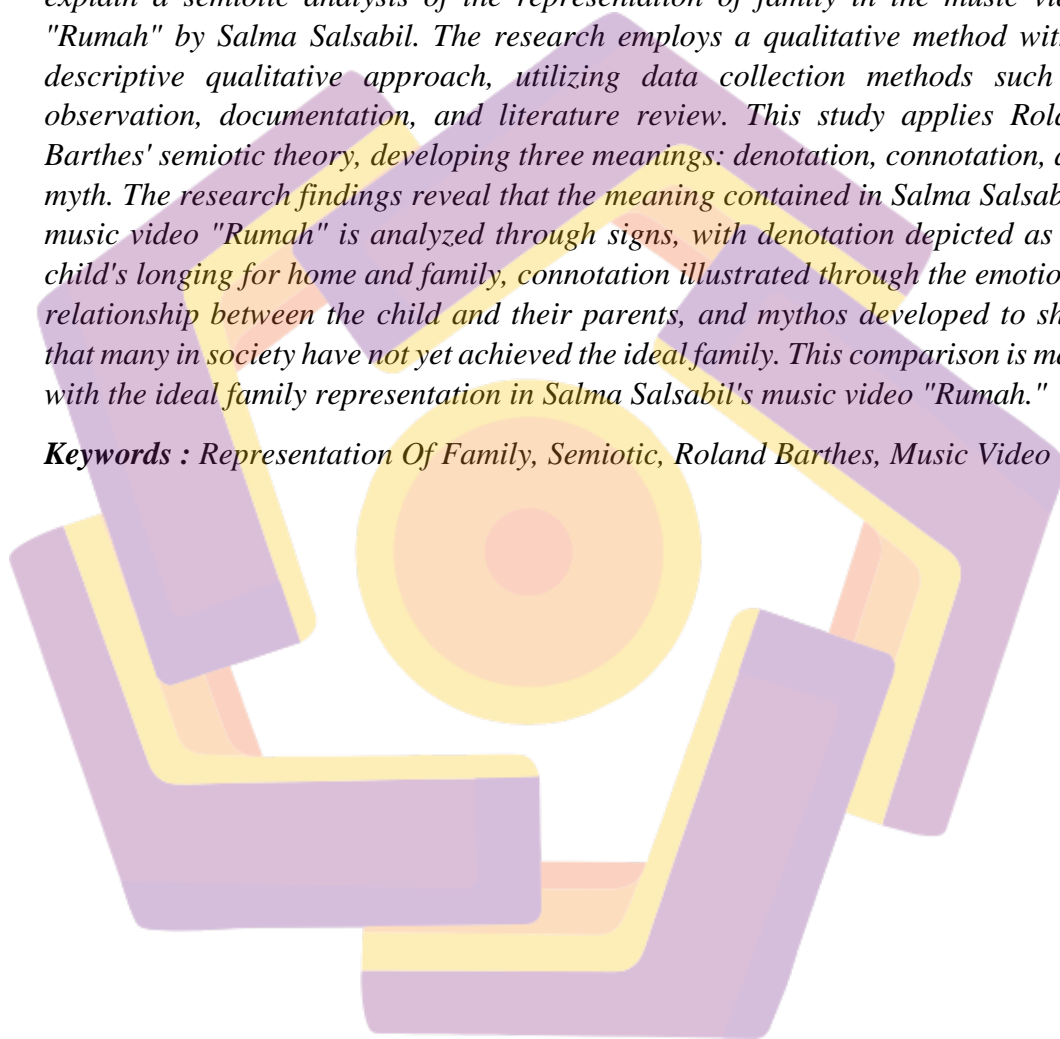 explain a semiotic analysis of the representation of family in the music vi
"Rumah" by Salma Salsabil. The research employs a qualitative method wit
descriptive qualitative approach, utilizing data collection methods such
observation, documentation, and literature review. This study applies Rol
Barthes' semiotic theory, developing three meanings: denotation, connotation, a
myth. The research findings reveal that the meaning contained in Salma Salsab
music video "Rumah" is analyzed through signs, with denotation depicted as
child's longing for home and family, connotation illustrated through the emotion
relationship between the child and their parents, and mythos developed to sh
that many in society have not yet achieved the ideal family. This comparison is ma
with the ideal family representation in Salma Salsabil's music video "Rumah."
Keywords : Representation Of Family, Semiotic, Roland Barthes, Music Video